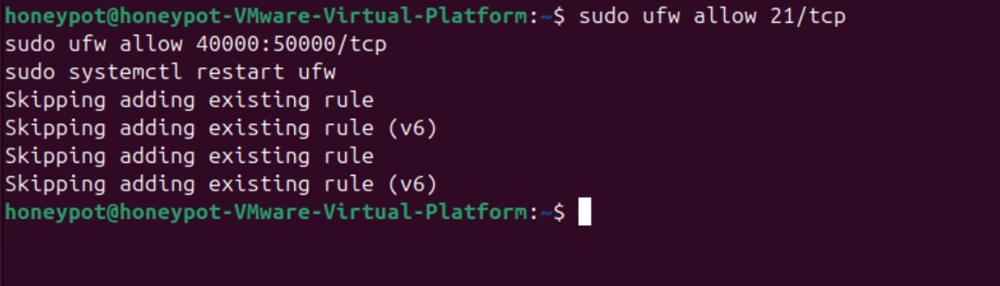 honeypot@honeypot-VMware-Virtual-Platform:~$ sudo ufw allow 21/tcp
sudo ufw allow 40000:50000/tcp
sudo systemctl restart ufw
Skipping adding existing rule
Skipping adding existing rule (v6)
Skipping adding existing rule
Skipping adding existing rule (v6)
honeypot@honeypot-VMware-Virtual-Platform:~$